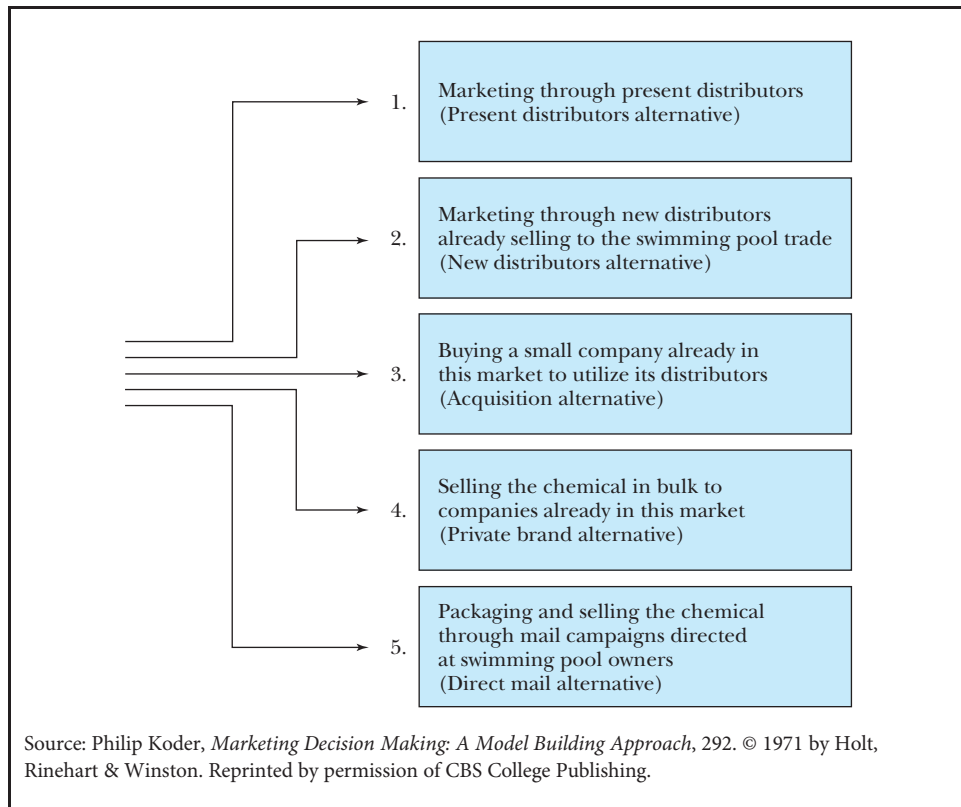 1.
Marketing through present distributors
(Present distributors alternative)
2.
Marketing through new distributors
already selling to the swimming pool trade
(New distributors alternative)
3.
Buying a small company already in
this market to utilize its distributors
(Acquisition alternative)
4.
Selling the chemical in bulk to
companies already in this market
(Private brand alternative)
5.
Packaging and selling the chemical
through mail campaigns directed
at swimming pool owners
(Direct mail alternative)
Source: Philip Koder, Marketing Decision Making: A Model Building Approach, 292. © 1971 by Holt,
Rinehart & Winston. Reprinted by permission of CBS College Publishing.